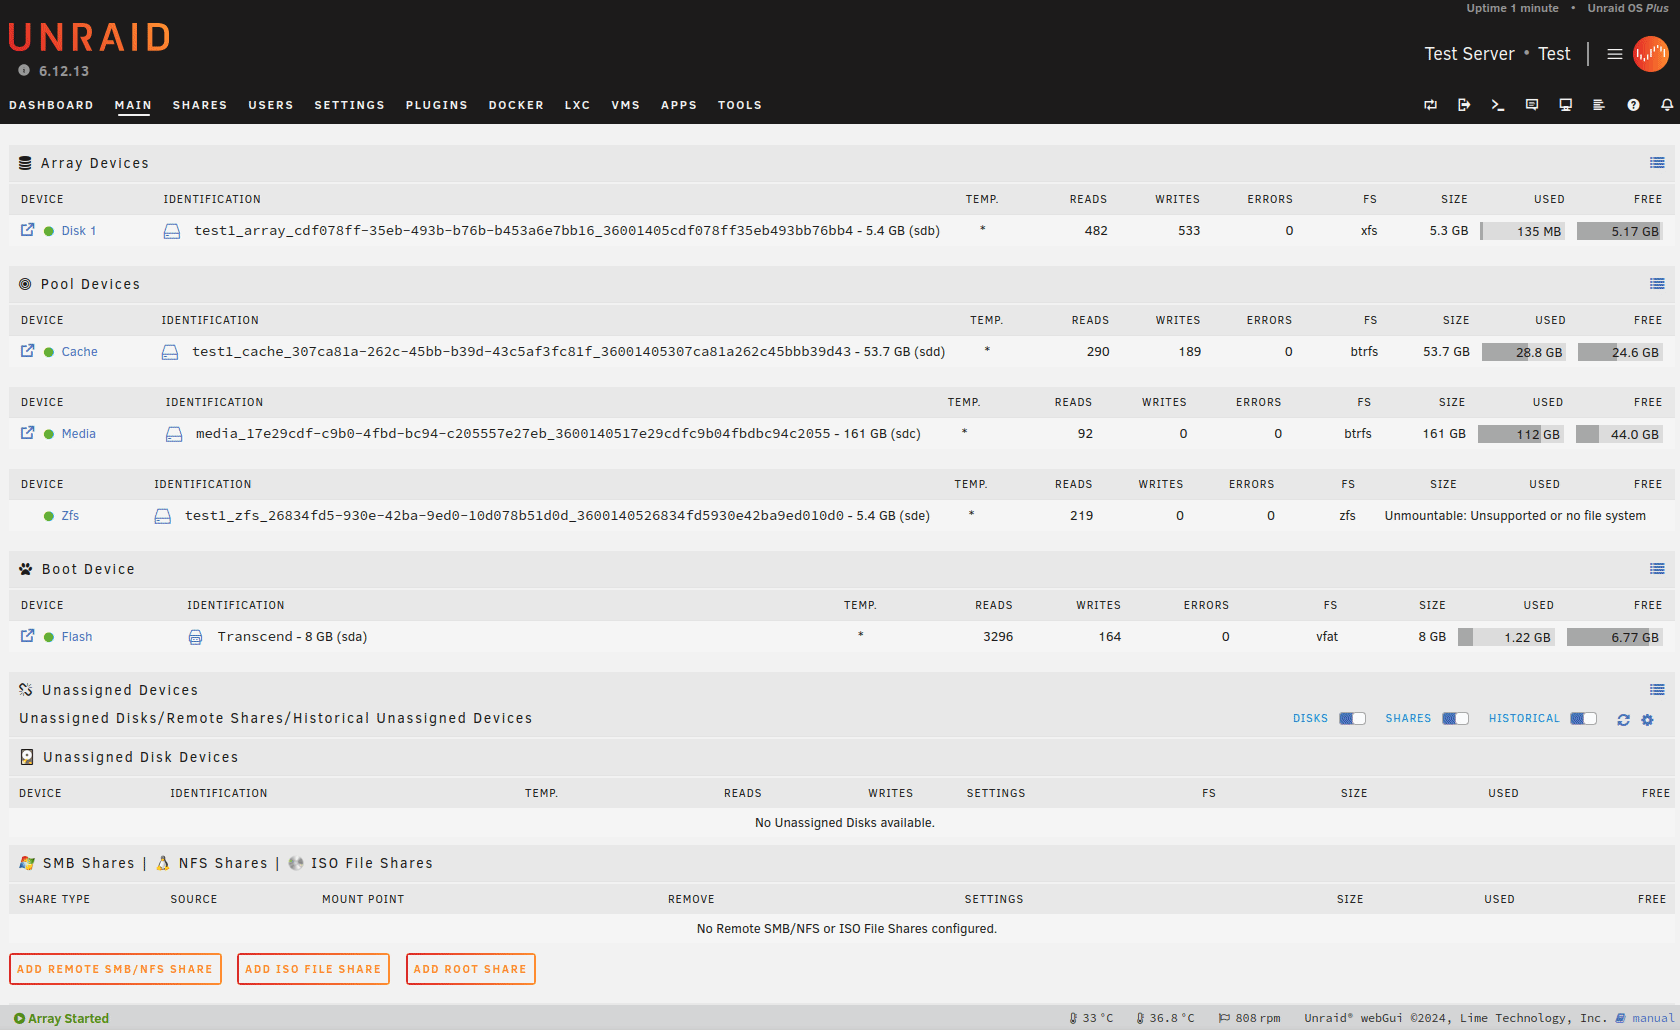 Uptime 1 minute • Unraid OS Plus
UNRAID
6.12.13
Test Server • Test
DASHBOARD MAIN SHARES USERS SETTINGS PLUGINS DOCKER LXC VMS APPS TOOLS
Array Devices
DEVICE IDENTIFICATION TEMP. READS WRITES ERRORS FS SIZE USED FREE
Disk 1 test1_array_cdf078ff-35eb-493b-b76b-b453a6e7bb16_36001405cdf078ff35eb493bb76bb4 - 5.4 GB (sdb) * 482 533 0 xfs 5.3 GB 135 MB 5.17 GB
Pool Devices
DEVICE IDENTIFICATION TEMP. READS WRITES ERRORS FS SIZE USED FREE
Cache test1_cache_307ca81a-262c-45bb-b39d-43c5af3fc81f_36001405307ca81a262c45bbb39d43 - 53.7 GB (sdd) * 290 189 0 btrfs 53.7 GB 28.8 GB 24.6 GB
DEVICE IDENTIFICATION TEMP. READS WRITES ERRORS FS SIZE USED FREE
Media media_17e29cdf-c9b0-4fbd-bc94-c205557e27eb_3600140517e29cdfc9b04fbdbc94c2055 - 161 GB (sdc) * 92 0 0 btrfs 161 GB 112 GB 44.0 GB
DEVICE IDENTIFICATION TEMP. READS WRITES ERRORS FS SIZE USED FREE
Zfs test1_zfs_26834fd5-930e-42ba-9ed0-10d078b51d0d_3600140526834fd5930e42ba9ed010d0 - 5.4 GB (sde) * 219 0 0 zfs Unmountable: Unsupported or no file system
Boot Device
DEVICE IDENTIFICATION TEMP. READS WRITES ERRORS FS SIZE USED FREE
Flash Transcend - 8 GB (sda) * 3296 164 0 vfat 8 GB 1.22 GB 6.77 GB
Unassigned Devices
Unassigned Disks/Remote Shares/Historical Unassigned Devices DISKS SHARES HISTORICAL
Unassigned Disk Devices
DEVICE IDENTIFICATION TEMP. READS WRITES SETTINGS FS SIZE USED FREE
No Unassigned Disks available.
SMB Shares | NFS Shares | ISO File Shares
SHARE TYPE SOURCE MOUNT POINT REMOVE SETTINGS SIZE USED FREE
No Remote SMB/NFS or ISO File Shares configured.
ADD REMOTE SMB/NFS SHARE ADD ISO FILE SHARE ADD ROOT SHARE
Array Started 33 °C 36.8 °C 808 rpm Unraid® webGui ©2024, Lime Technology, Inc. manual